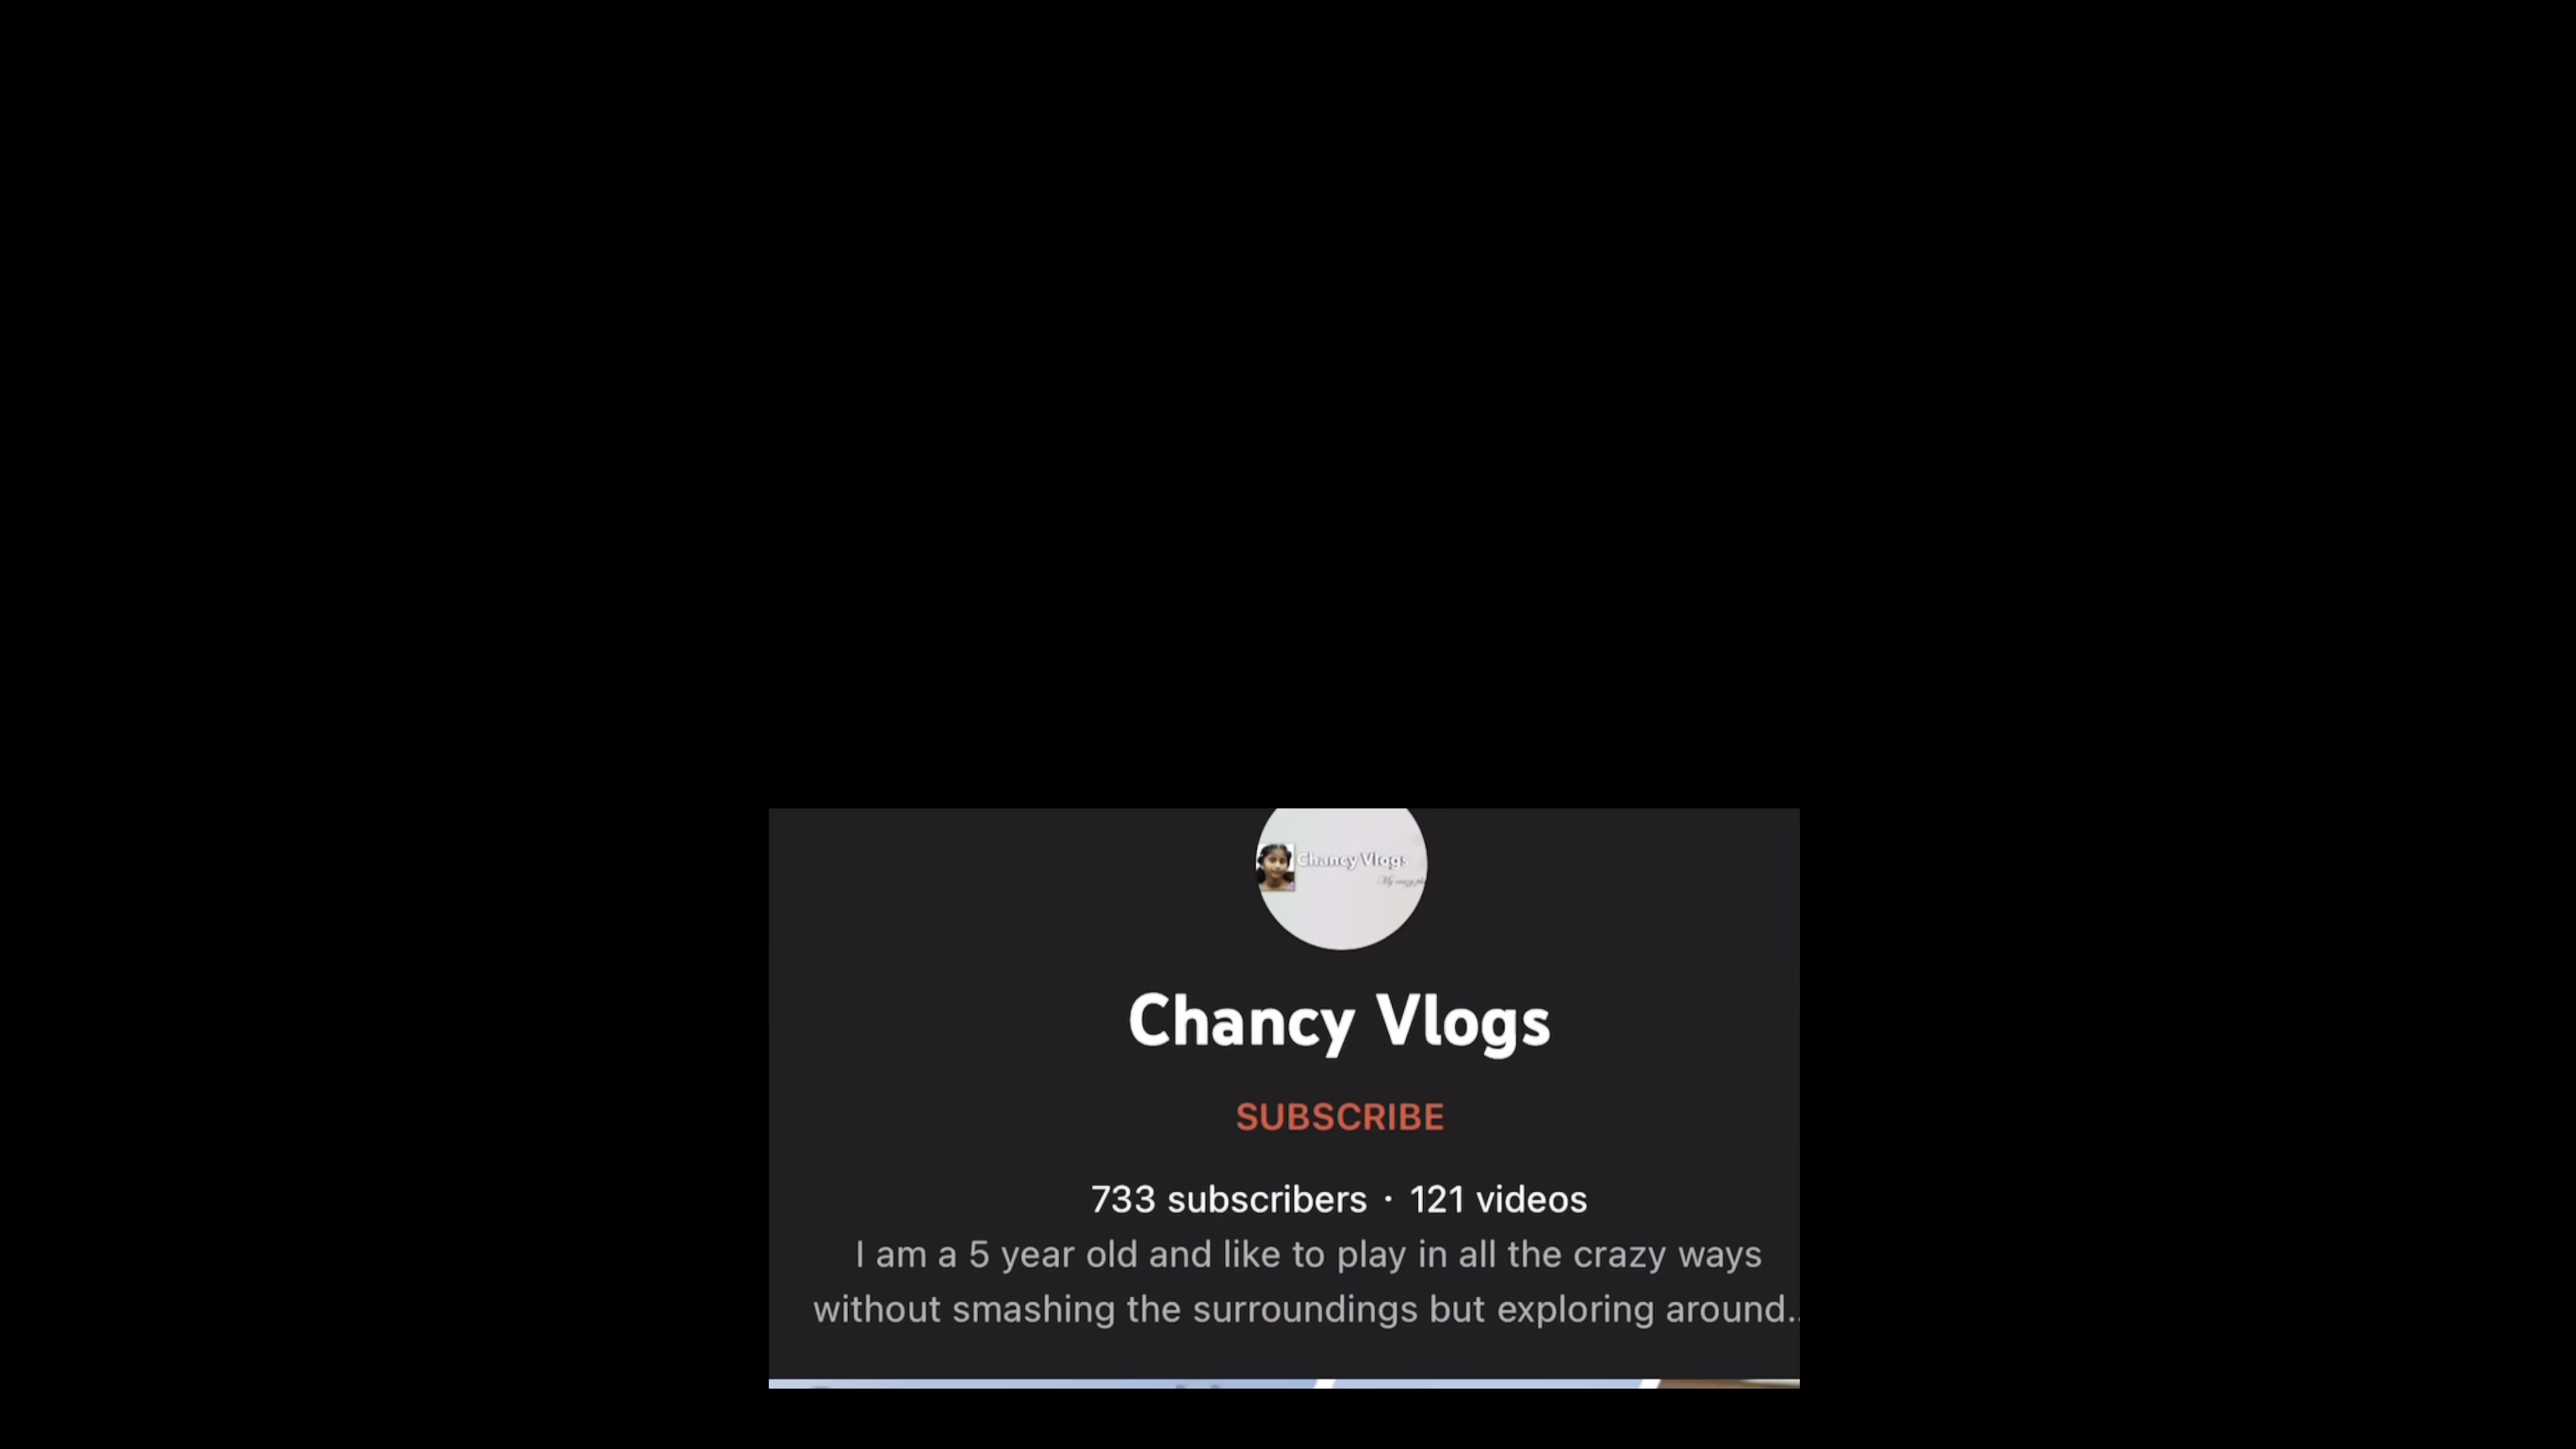 Chancy Vlogs
Chancy Vlogs
SUBSCRIBE
733 subscribers · 121 videos
I am a 5 year old and like to play in all the crazy ways
without smashing the surroundings but exploring around..